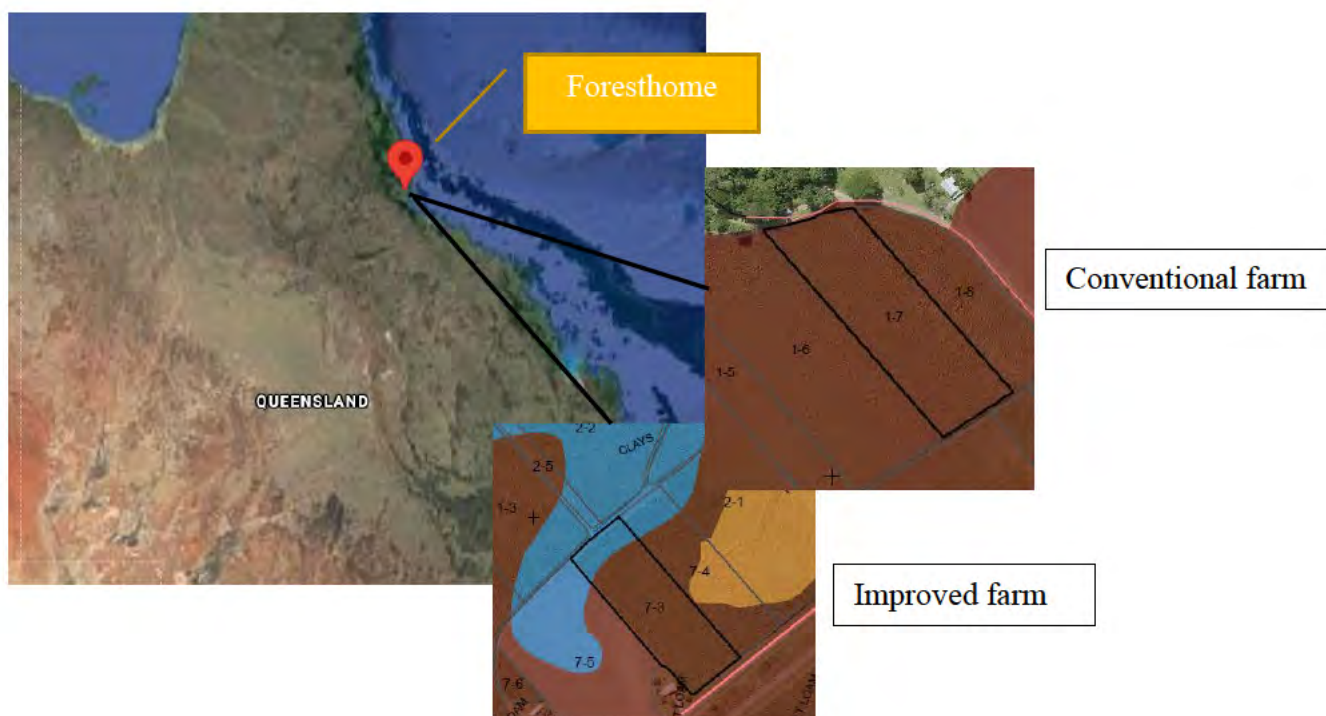 Foresthome
QUEENSLAND
Conventional farm
1-8
1-7
1-6
1-5
2-2
CLAYS
2-5
1-3
2-1
7-4
7-3
7-5
7-6
Improved farm